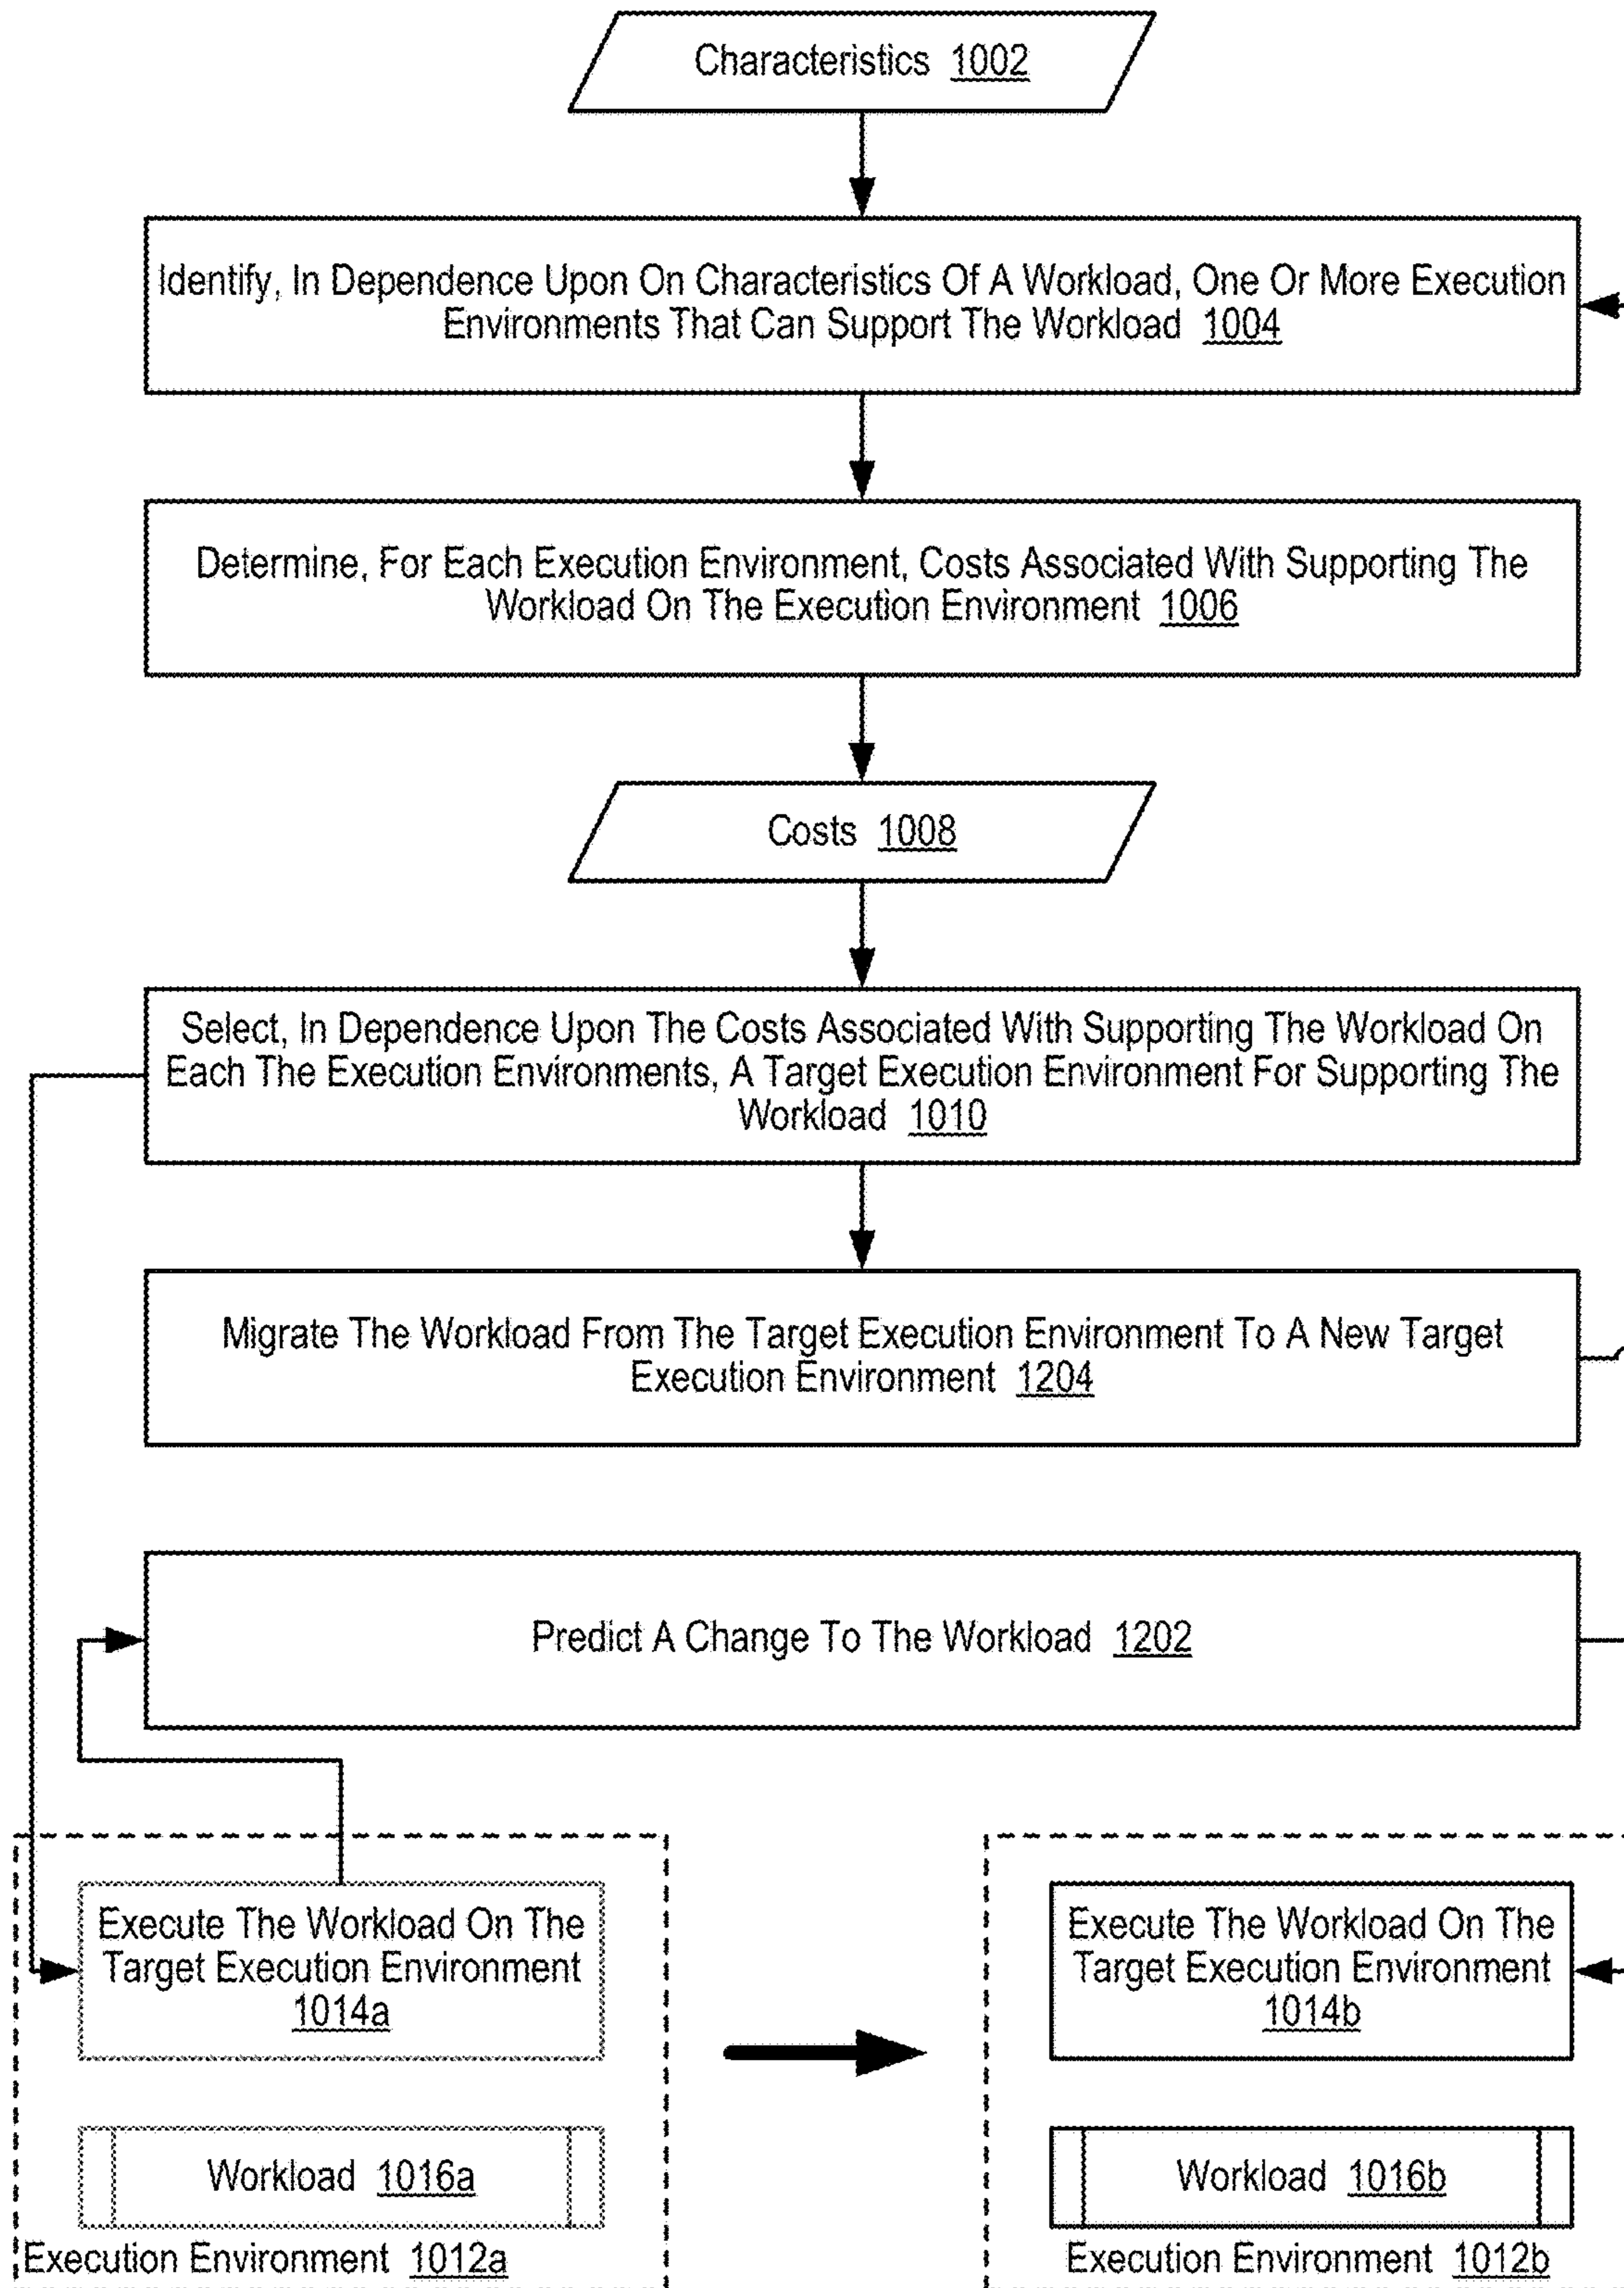 Characteristics 1002
Identify, In Dependence Upon On Characteristics Of A Workload, One Or More Execution
Environments That Can Support The Workload 1004
Determine, For Each Execution Environment, Costs Associated With Supporting The
Workload On The Execution Environment 1006
Costs 1008
Select, In Dependence Upon The Costs Associated With Supporting The Workload On
Each The Execution Environments, A Target Execution Environment For Supporting The
Workload 1010
Migrate The Workload From The Target Execution Environment To A New Target
Execution Environment 1204
Predict A Change To The Workload 1202
Execute The Workload On The
Target Execution Environment
1014a
Workload 1016a
Execution Environment 1012a
Execute The Workload On The
Target Execution Environment
1014b
Workload 1016b
Execution Environment 1012b